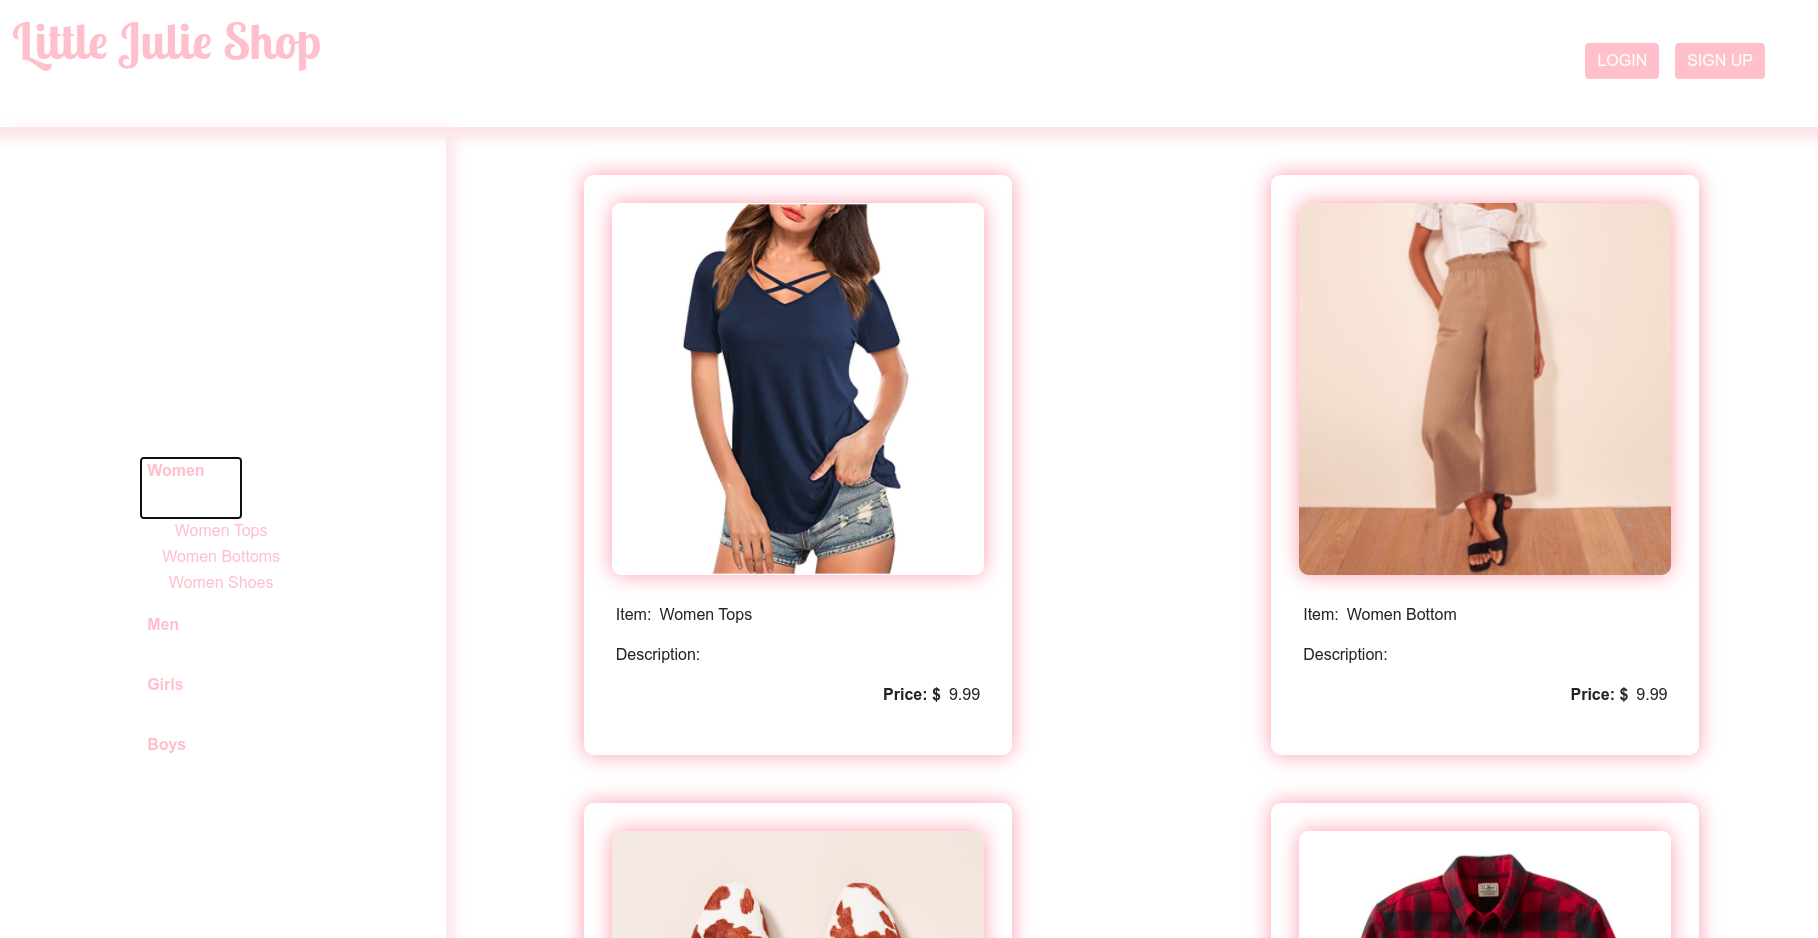 Little Julie Shop
LOGIN
SIGN UP
Women
Women Tops
Women Bottoms
Women Shoes
Men
Girls
Boys
Item: Women Tops
Description:
Price: $ 9.99
Item: Women Bottom
Description:
Price: $ 9.99